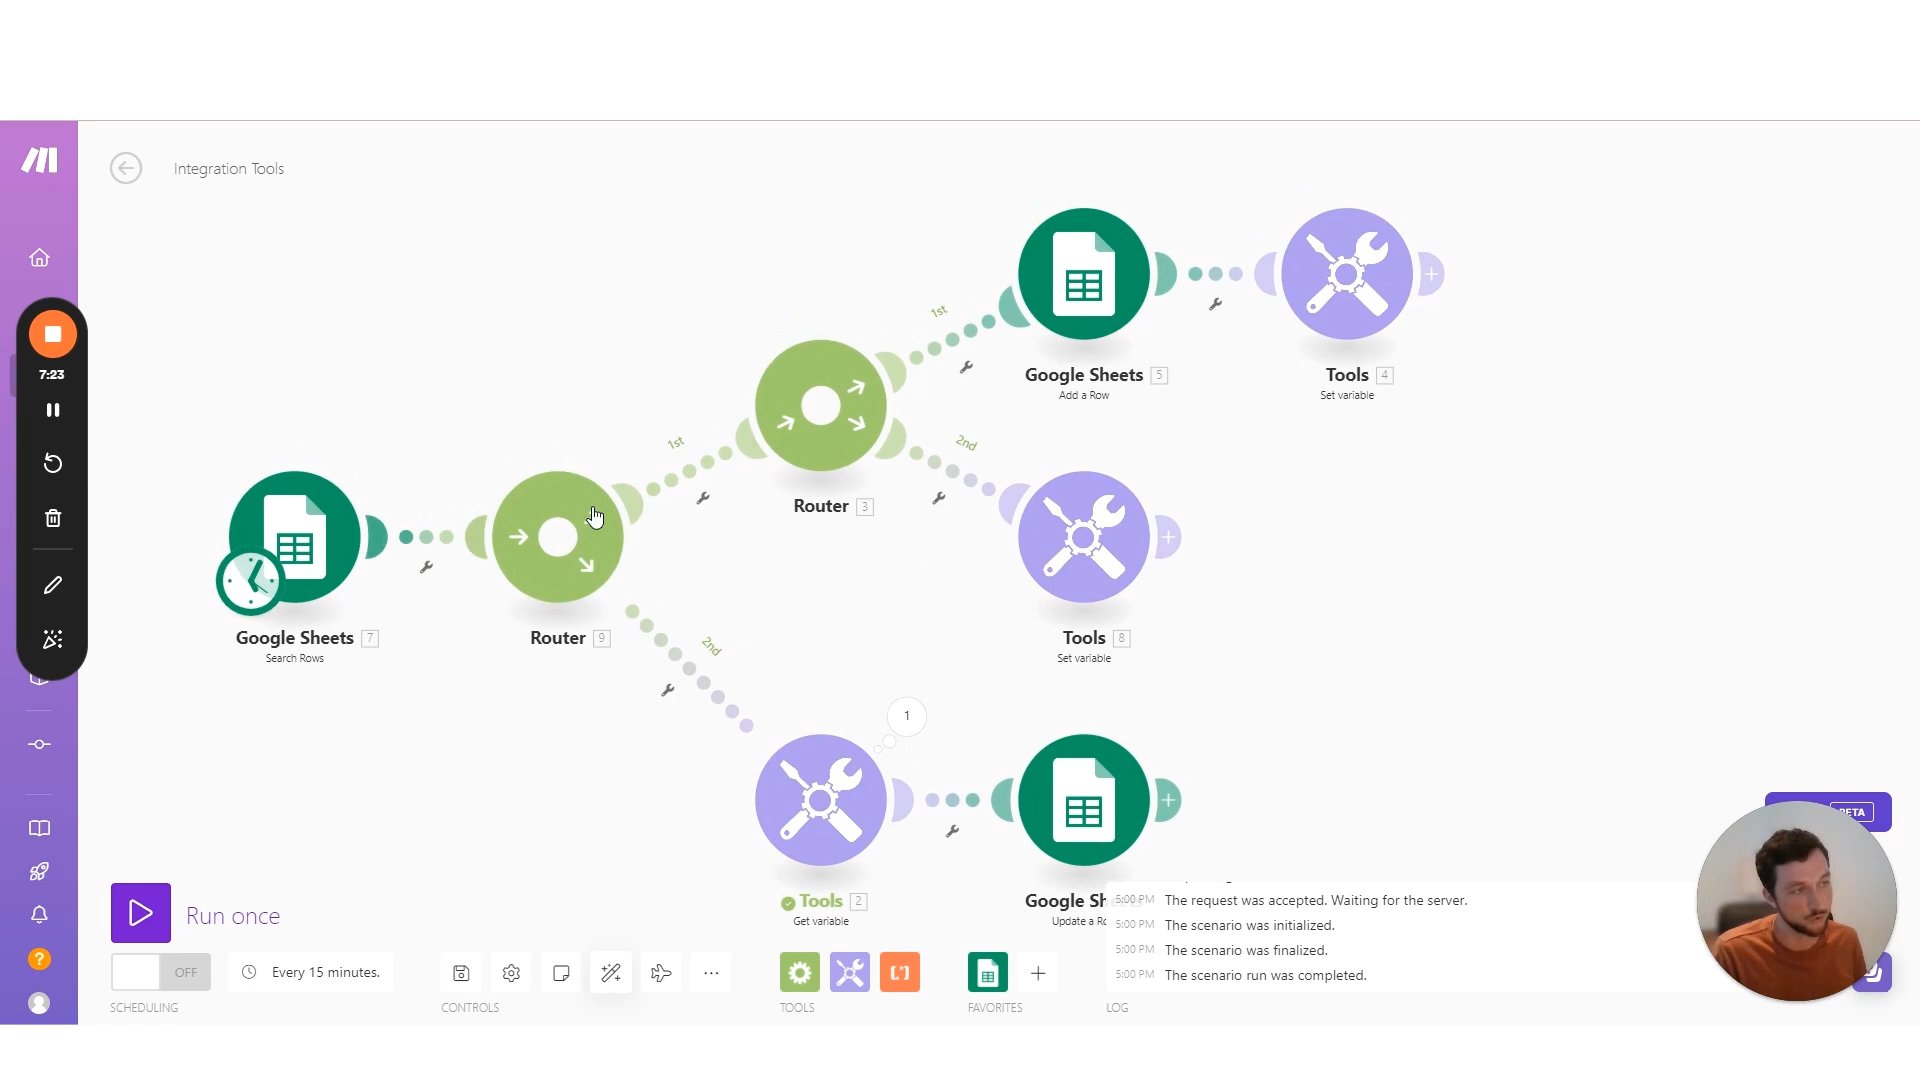 Integration Tools
7:23
1st
Google Sheets 5
Add a Row
Tools 4
Set variable
1st
2nd
Router 3
Google Sheets 7
Search Rows
Router 9
Tools 8
Set variable
2nd
1
Tools 2
Get variable
Google Sh
Update a Ro
Run once
OFF
Every 15 minutes.
SCHEDULING
CONTROLS
TOOLS
FAVORITES
LOG
5:00 PM The request was accepted. Waiting for the server.
5:00 PM The scenario was initialized.
5:00 PM The scenario was finalized.
5:00 PM The scenario run was completed.
?